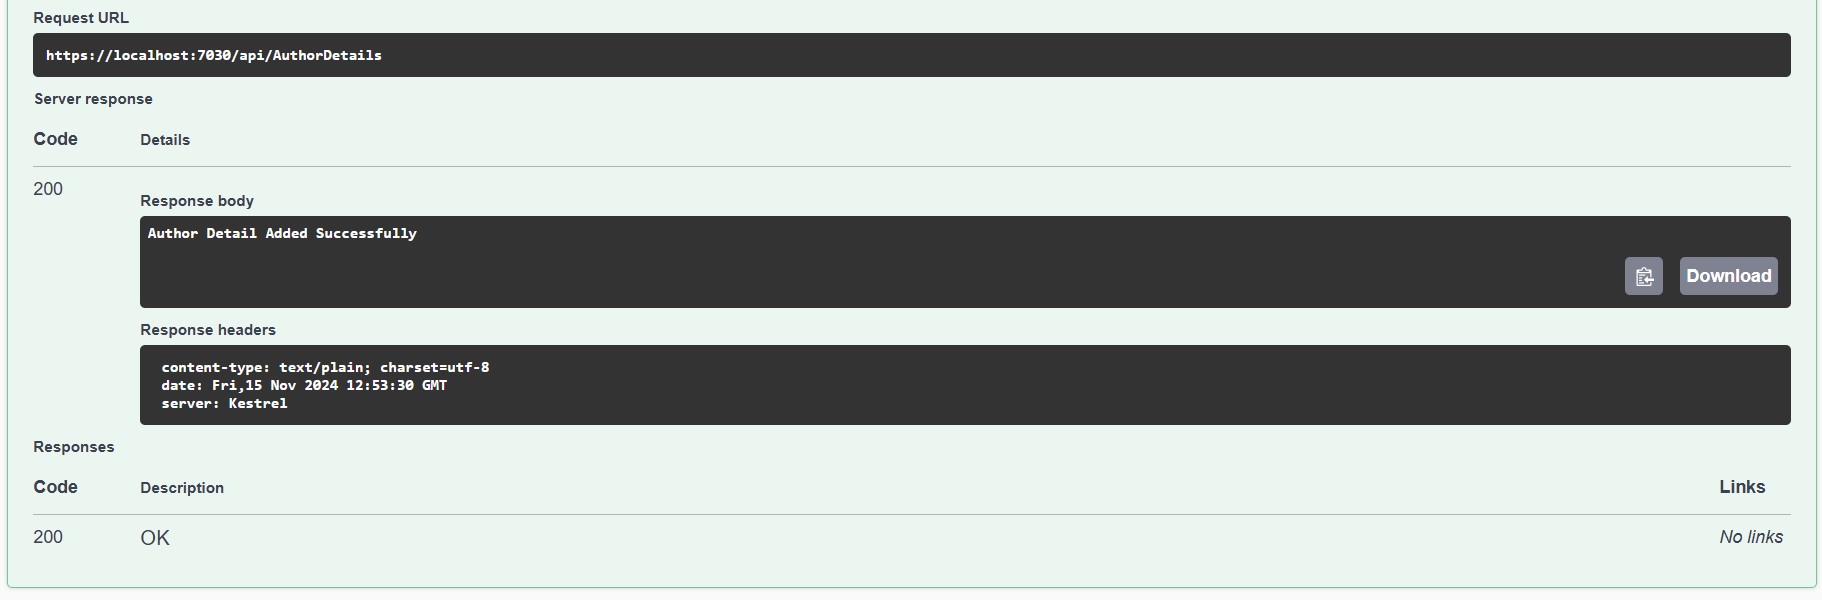 Request URL
https://localhost:7030/api/AuthorDetails
Server response
Code Details
200
Response body
Author Detail Added Successfully
Download
Response headers
content-type: text/plain; charset=utf-8
date: Fri,15 Nov 2024 12:53:30 GMT
server: Kestrel
Responses
Code Description Links
200 OK No links